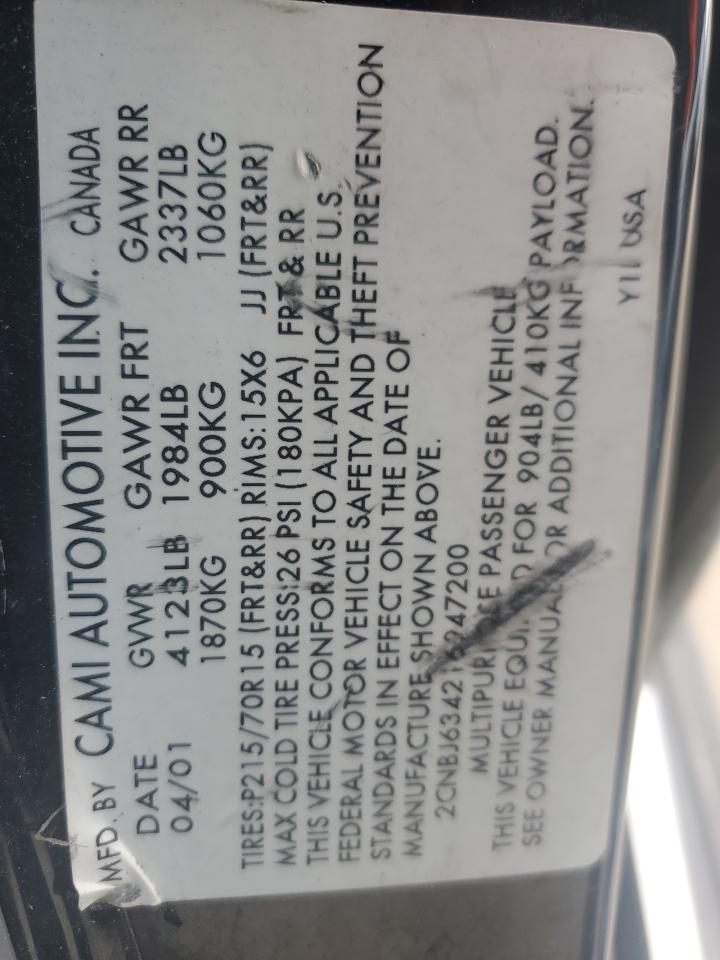 MFD. BY CAMI AUTOMOTIVE INC. CANADA
DATE GVWR GAWR FRT GAWR RR
04/01 4123LB 1984LB 2337LB
1870KG 900KG 1060KG
TIRES:P215/70R15 (FRT&RR) RIMS:15X6 JJ (FRT&RR)
MAX COLD TIRE PRESS:26 PSI (180KPA) FRT & RR
THIS VEHICLE CONFORMS TO ALL APPLICABLE U.S.
FEDERAL MOTOR VEHICLE SAFETY AND THEFT PREVENTION
STANDARDS IN EFFECT ON THE DATE OF
MANUFACTURE SHOWN ABOVE.
MULTIPURPOSE PASSENGER VEHICLE
THIS VEHICLE EQUIPPED FOR 904LB/ 410KG PAYLOAD.
SEE OWNER MANUAL FOR ADDITIONAL INFORMATION.
USA